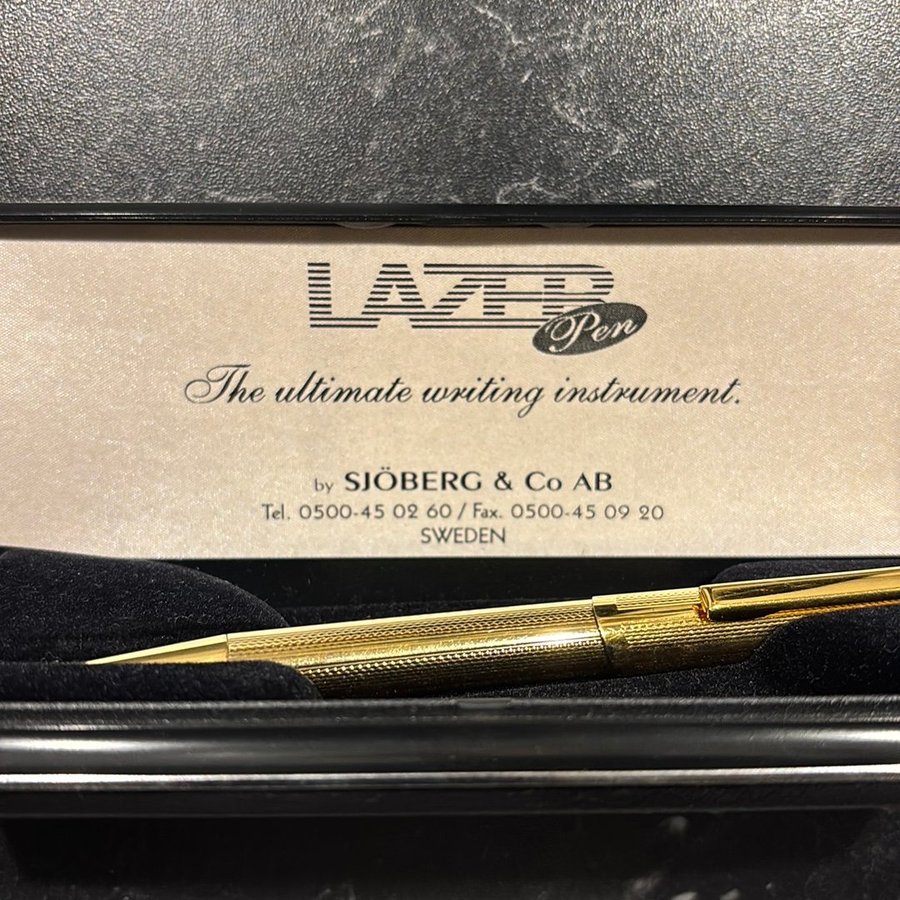 LAZER Pen
The ultimate writing instrument.
by SJÖBERG & Co AB
Tel. 0500-45 02 60 / Fax. 0500-45 09 20
SWEDEN